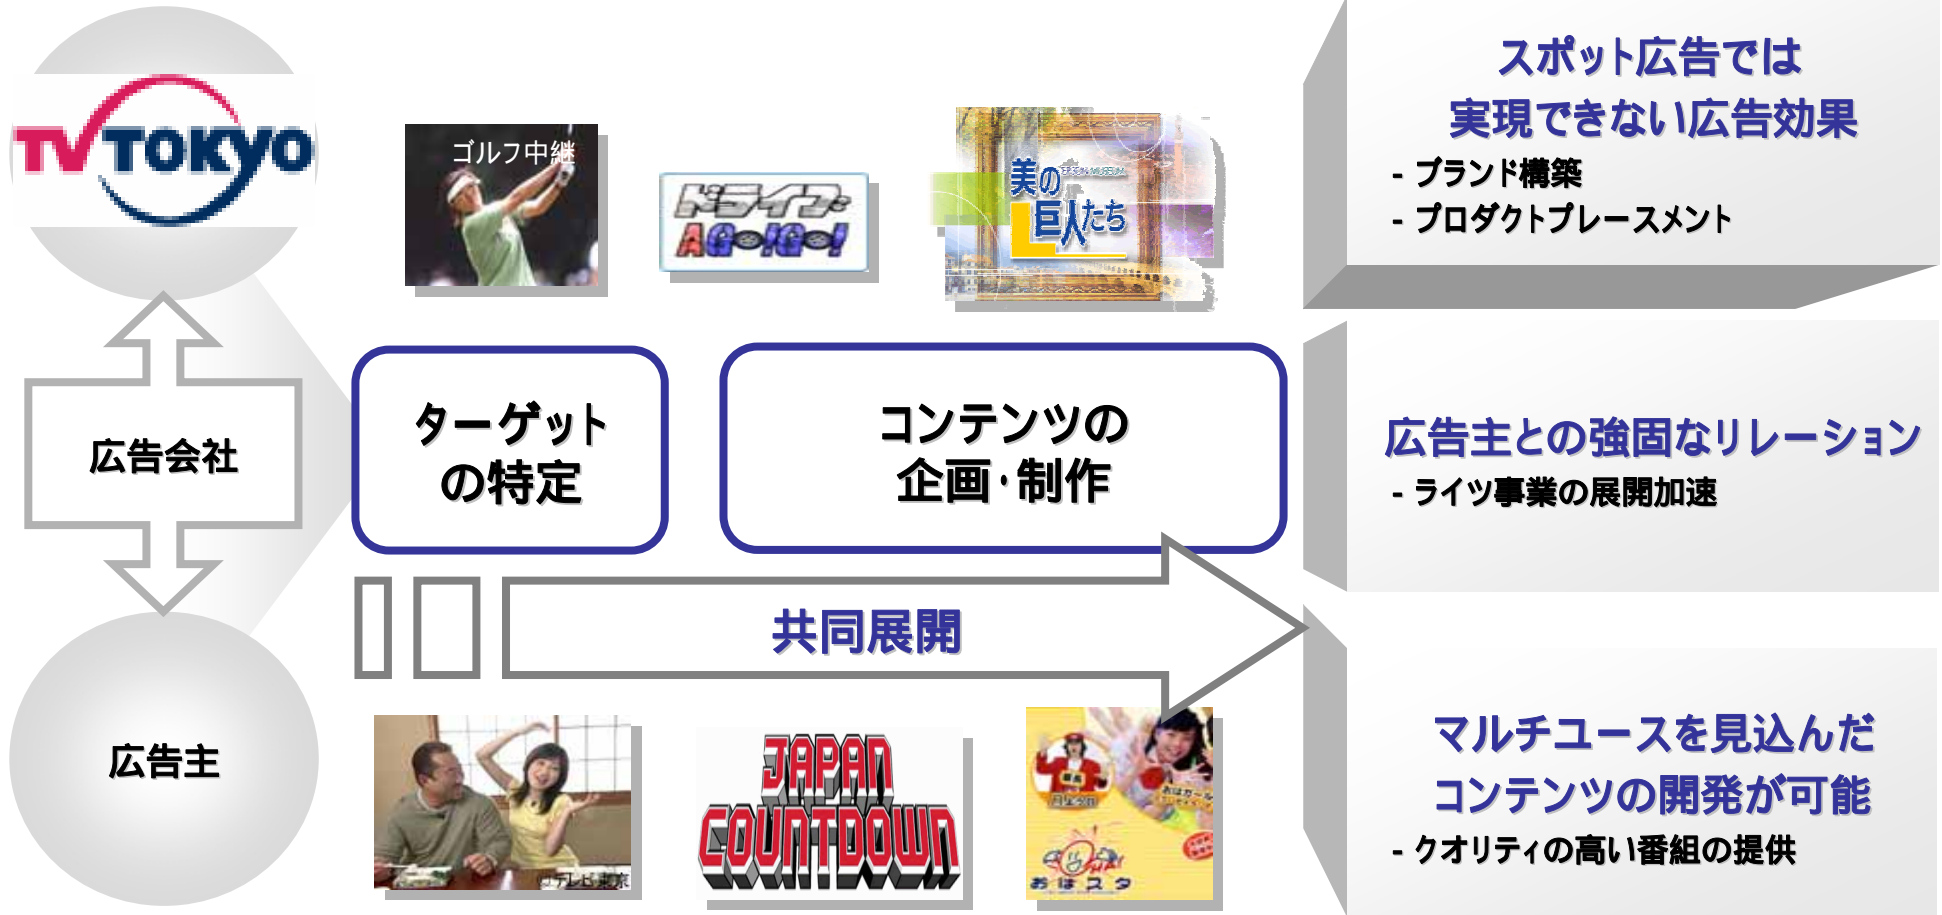 TV TOKYO
広告会社
広告主
ゴルフ中継
ドライブ
A GO!GO!
美の
巨人たち
ターゲット
の特定
コンテンツの
企画・制作
共同展開
©テレビ東京
JAPAN
COUNTDOWN
おはスタ
スポット広告では
実現できない広告効果
- ブランド構築
- プロダクトプレースメント
広告主との強固なリレーション
- ライツ事業の展開加速
マルチユースを見込んだ
コンテンツの開発が可能
- クオリティの高い番組の提供